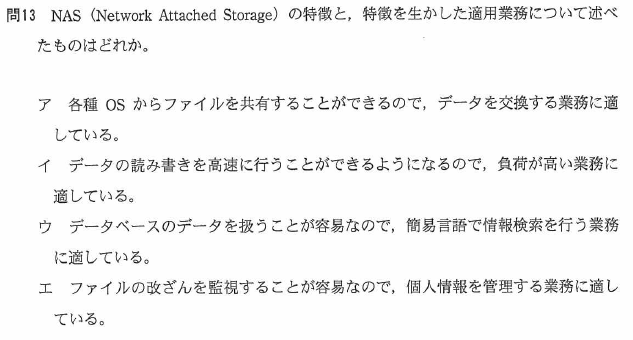 問13 NAS（Network Attached Storage）の特徴と，特徴を生かした適用業務について述べ
たものはどれか。
ア 各種 OS からファイルを共有することができるので，データを交換する業務に適
している。
イ データの読み書きを高速に行うことができるようになるので，負荷が高い業務に
適している。
ウ データベースのデータを扱うことが容易なので，簡易言語で情報検索を行う業務
に適している。
エ ファイルの改ざんを監視することが容易なので，個人情報を管理する業務に適し
ている。